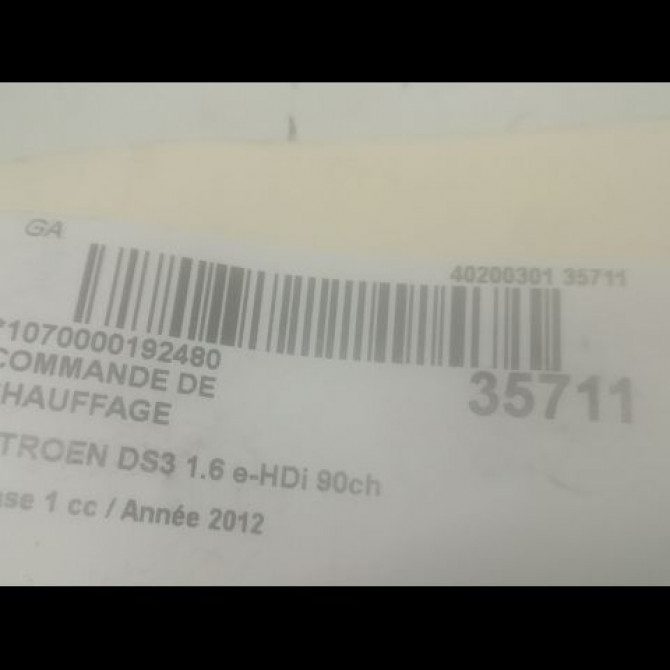 GA
40200301 35711
1070000192480
COMMANDE DE
35711
HAUFFAGE
TROEN DS3 1.6 e-HDi 90ch
se 1 cc / Année 2012